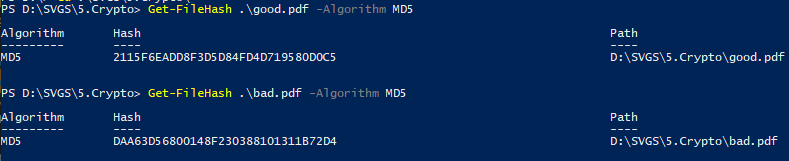 PS D:\SVGS\5.Crypto> Get-FileHash .\good.pdf -Algorithm MD5
Algorithm Hash Path
--------- ---- ----
MD5 2115F6EADD8F3D5D84FD4D719580D0C5 D:\SVGS\5.Crypto\good.pdf
PS D:\SVGS\5.Crypto> Get-FileHash .\bad.pdf -Algorithm MD5
Algorithm Hash Path
--------- ---- ----
MD5 DAA63D56800148F230388101311B72D4 D:\SVGS\5.Crypto\bad.pdf